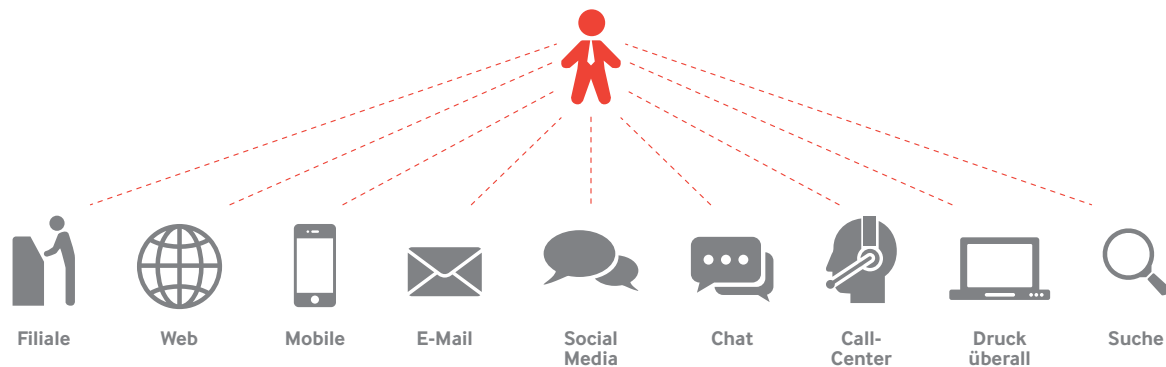 Filiale
Web
Mobile
E-Mail
Social
Media
Chat
Call-
Center
Druck
überall
Suche